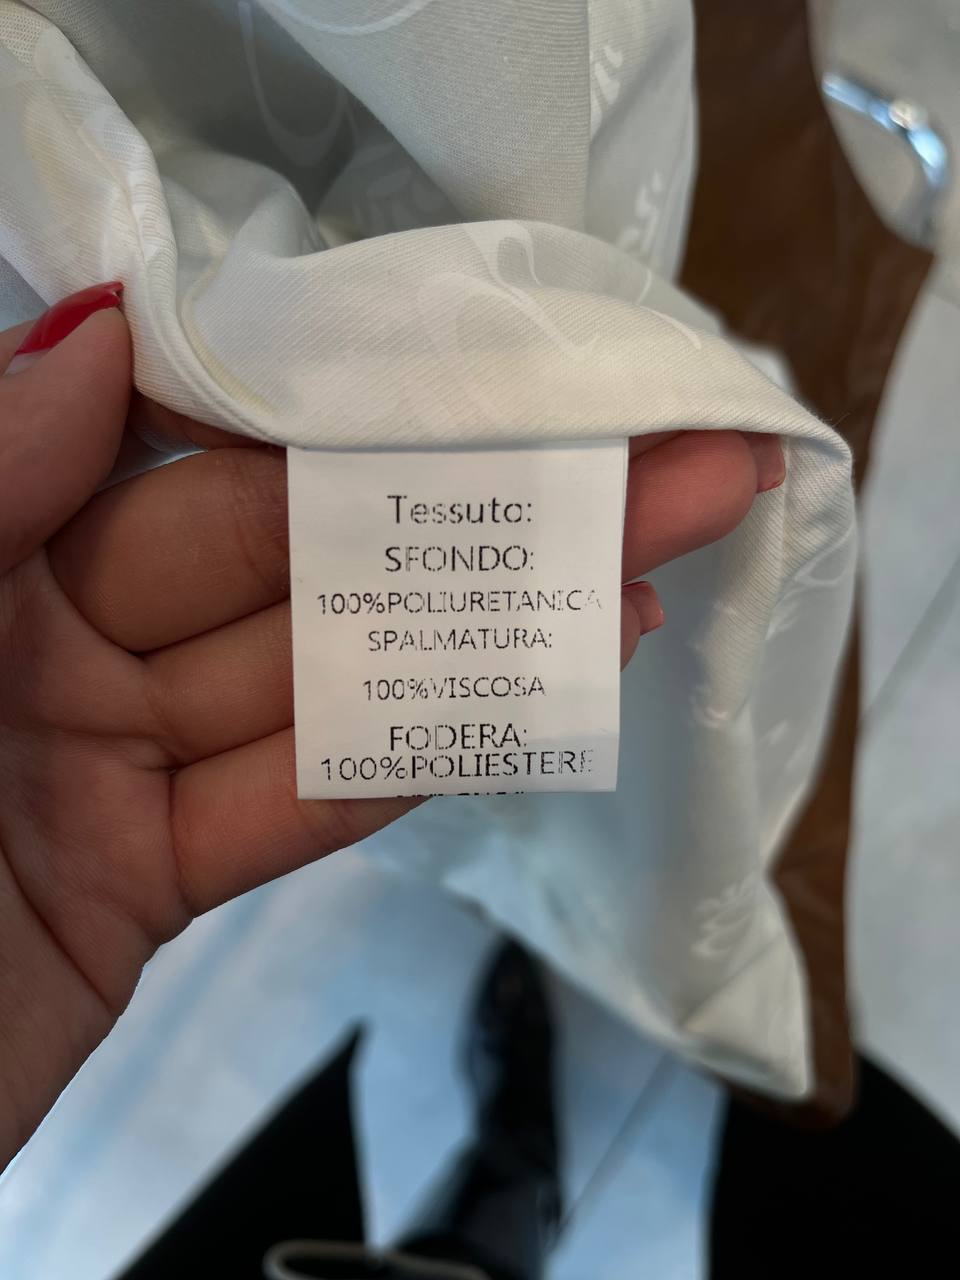 Tessuto:
SFONDO:
100%POLIURETANICA
SPALMATURA:
100%VISCOSA
FODERA:
100%POLIESTERE